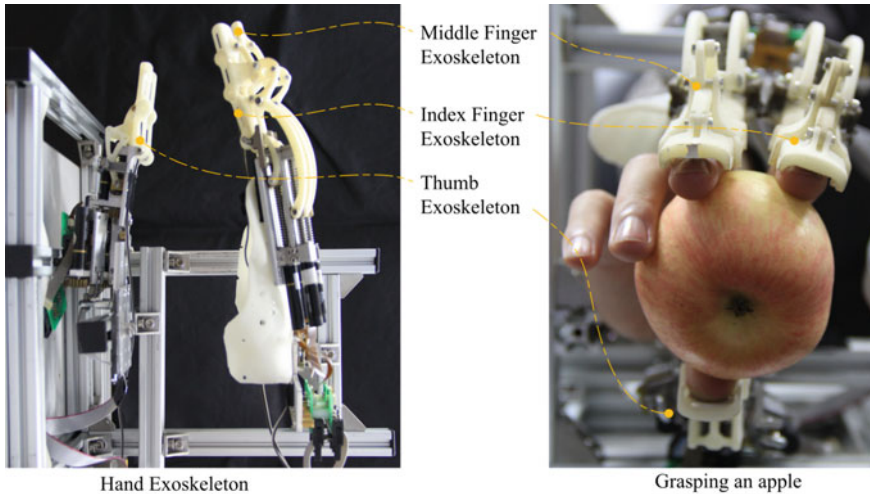 Middle Finger
Exoskeleton
Index Finger
Exoskeleton
Thumb
Exoskeleton
Hand Exoskeleton
Grasping an apple